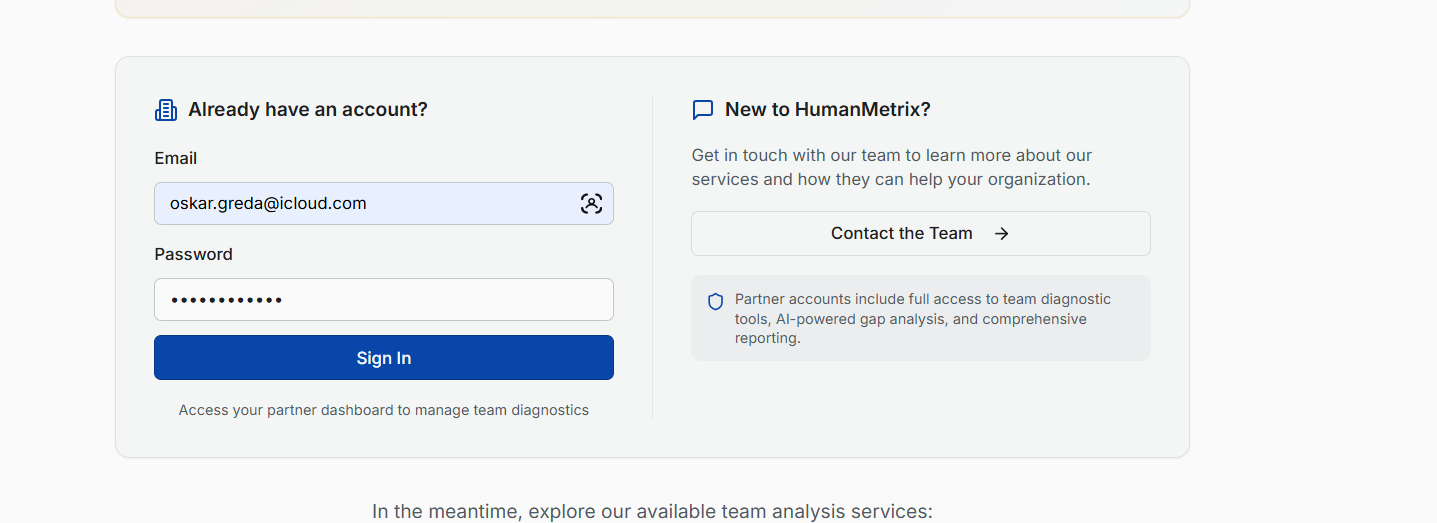 Already have an account?
Email
oskar.greda@icloud.com
Password
••••••••••••
Sign In
Access your partner dashboard to manage team diagnostics
New to HumanMetrix?
Get in touch with our team to learn more about our
services and how they can help your organization.
Contact the Team →
Partner accounts include full access to team diagnostic
tools, AI-powered gap analysis, and comprehensive
reporting.
In the meantime, explore our available team analysis services: